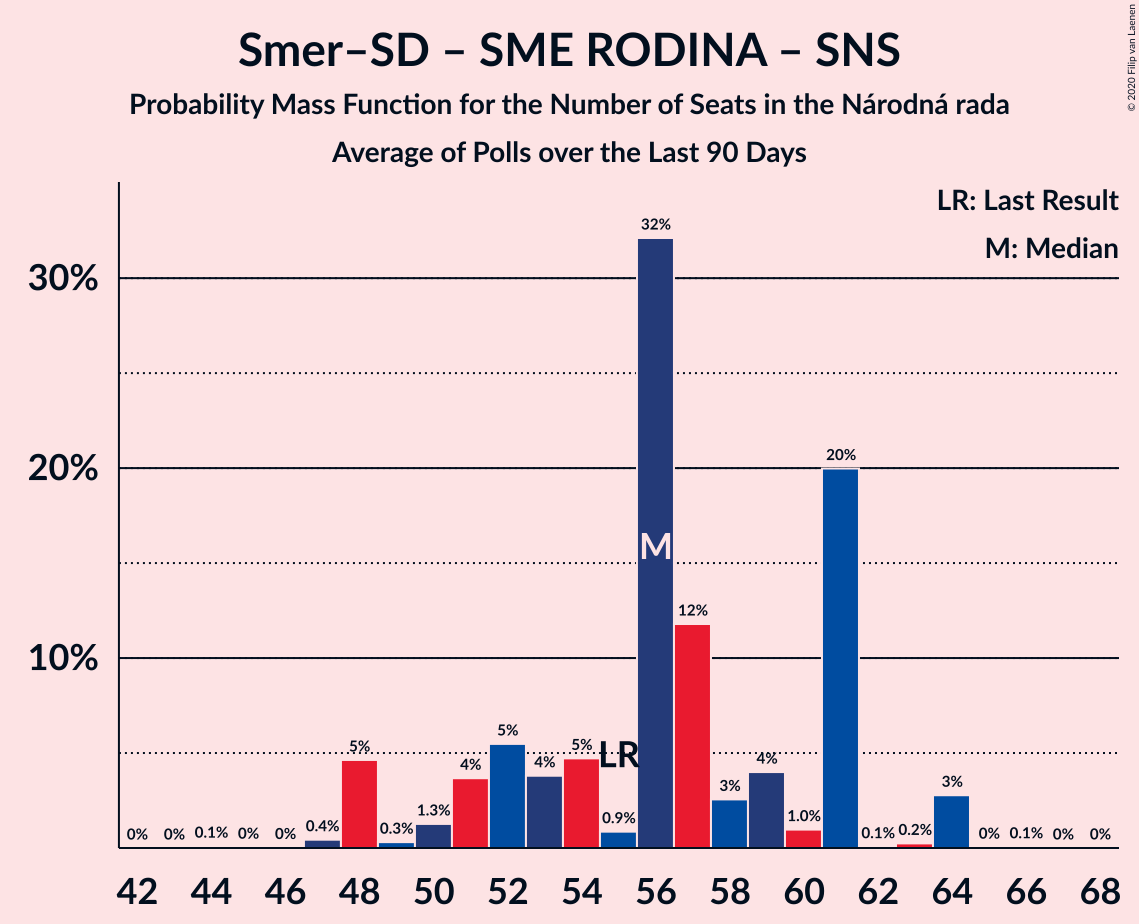 Smer–SD – SME RODINA – SNS
Probability Mass Function for the Number of Seats in the Národná rada
Average of Polls over the Last 90 Days
© 2020 Filip van Laenen
LR: Last Result
M: Median
30%
20%
10%
0% 0% 0.1% 0% 0% 0.4% 5% 0.3% 1.3% 4% 5% 4% 5% 0.9% 32% 12% 3% 4% 1.0% 20% 0.1% 0.2% 3% 0% 0.1% 0% 0%
LR
M
42 44 46 48 50 52 54 56 58 60 62 64 66 68